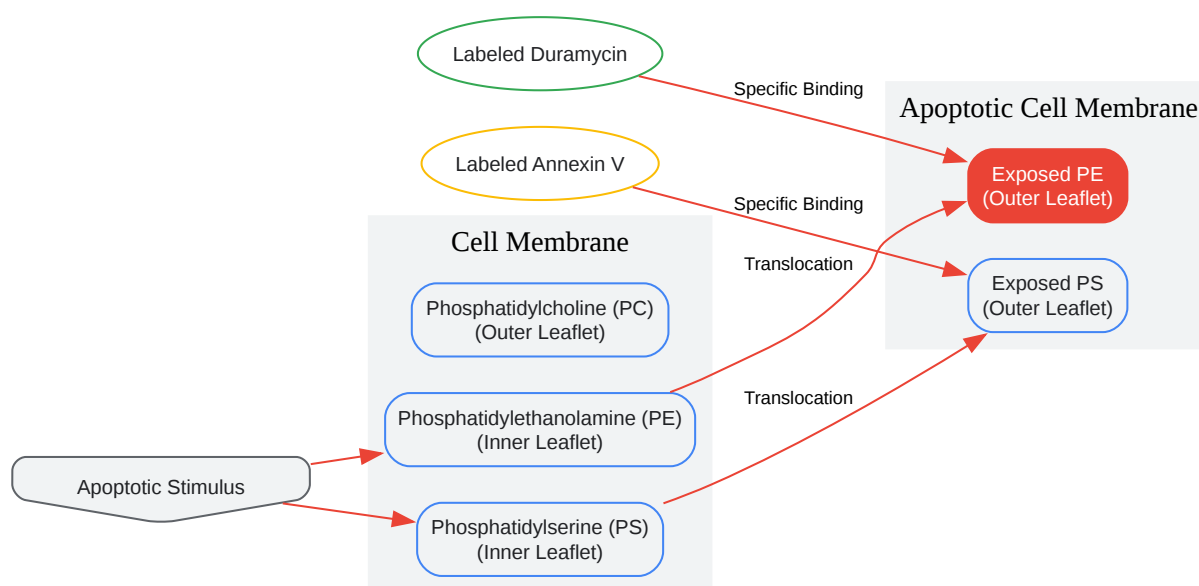 Labeled Duramycin
Specific Binding
Apoptotic Cell Membrane
Labeled Annexin V
Exposed PE
(Outer Leaflet)
Specific Binding
Cell Membrane
Translocation
Exposed PS
(Outer Leaflet)
Phosphatidylcholine (PC)
(Outer Leaflet)
Translocation
Phosphatidylethanolamine (PE)
(Inner Leaflet)
Apoptotic Stimulus
Phosphatidylserine (PS)
(Inner Leaflet)